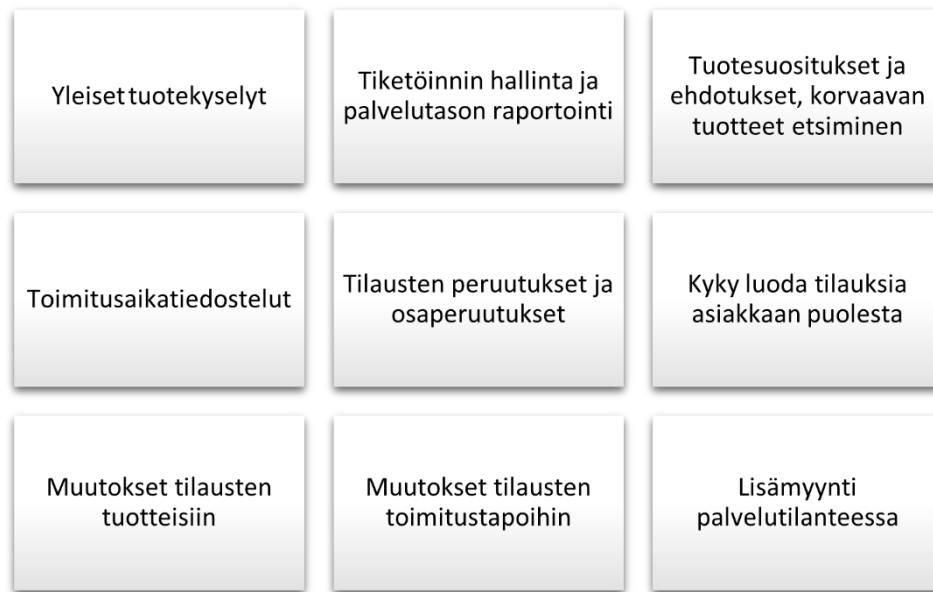 Yleiset tuotekyselyt
Tiketöinnin hallinta ja
palvelutason raportointi
Tuotesuositukset ja
ehdotukset, korvaavan
tuotteet etsiminen
Toimitusaikatiedostelut
Tilausten peruutukset ja
osaperuutukset
Kyky luoda tilauksia
asiakkaan puolesta
Muutokset tilausten
tuotteisiin
Muutokset tilausten
toimitustapoihin
Lisämyynti
palvelutilanteessa